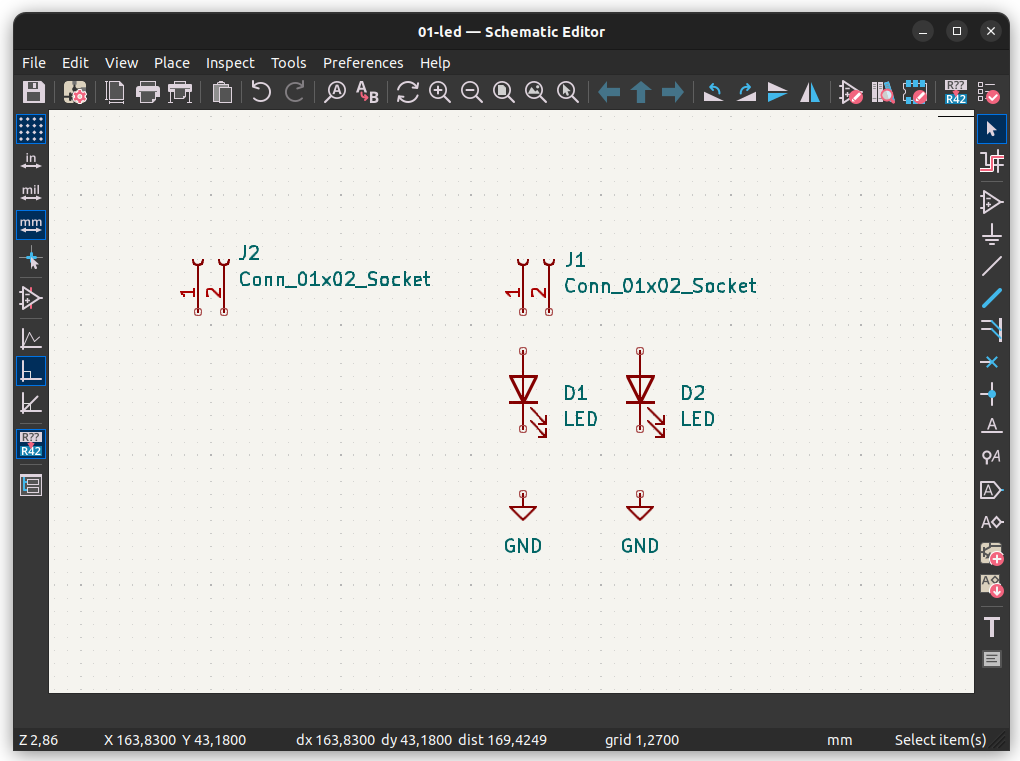 01-led — Schematic Editor
File Edit View Place Inspect Tools Preferences Help
A
A B
R??
R42
in
mil
mm
R??
R42
J2
Conn_01x02_Socket
1 2
J1
Conn_01x02_Socket
1 2
D1
LED
D2
LED
GND
GND
A
A
A
A
A
T
Z 2,86 X 163,8300 Y 43,1800 dx 163,8300 dy 43,1800 dist 169,4249 grid 1,2700 mm Select item(s)